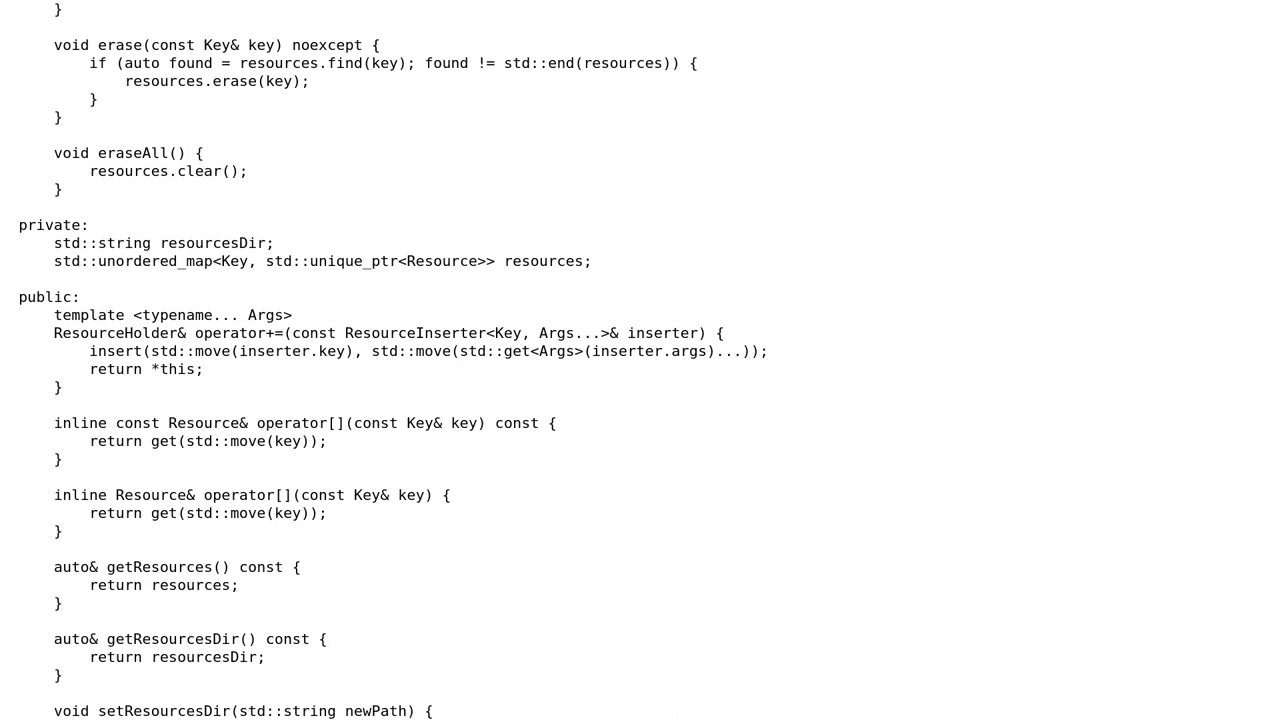 }
void erase(const Key& key) noexcept {
if (auto found = resources.find(key); found != std::end(resources)) {
resources.erase(key);
}
}
void eraseAll() {
resources.clear();
}
private:
std::string resourcesDir;
std::unordered_map<Key, std::unique_ptr<Resource>> resources;
public:
template <typename... Args>
ResourceHolder& operator+=(const ResourceInserter<Key, Args...>& inserter) {
insert(std::move(inserter.key), std::move(std::get<Args>(inserter.args)...));
return *this;
}
inline const Resource& operator[](const Key& key) const {
return get(std::move(key));
}
inline Resource& operator[](const Key& key) {
return get(std::move(key));
}
auto& getResources() const {
return resources;
}
auto& getResourcesDir() const {
return resourcesDir;
}
void setResourcesDir(std::string newPath) {